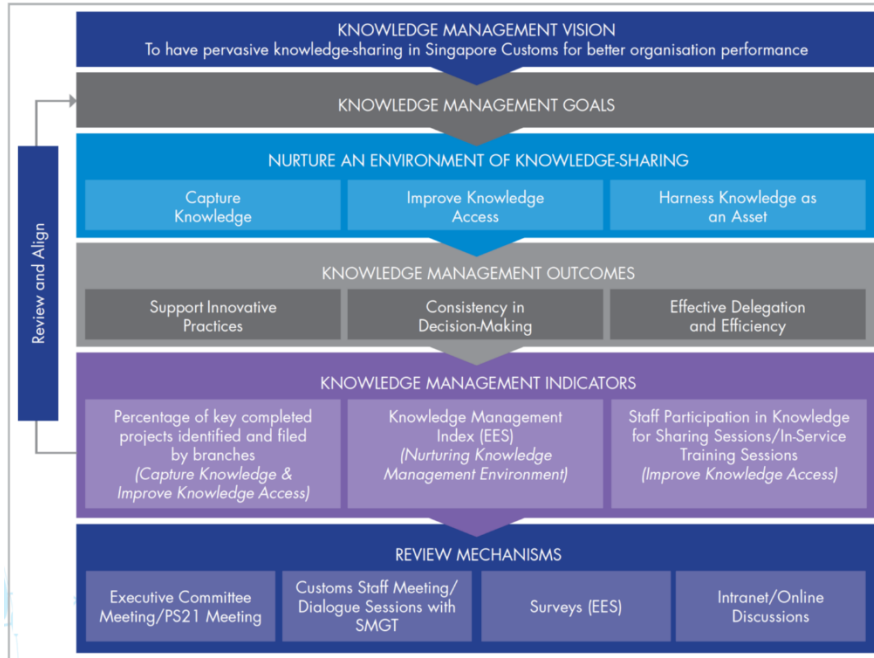 KNOWLEDGE MANAGEMENT VISION
To have pervasive knowledge-sharing in Singapore Customs for better organisation performance
KNOWLEDGE MANAGEMENT GOALS
Review and Align
NURTURE AN ENVIRONMENT OF KNOWLEDGE-SHARING
Capture
Knowledge
Improve Knowledge
Access
Harness Knowledge as
an Asset
KNOWLEDGE MANAGEMENT OUTCOMES
Support Innovative
Practices
Consistency in
Decision-Making
Effective Delegation
and Efficiency
KNOWLEDGE MANAGEMENT INDICATORS
Percentage of key completed
projects identified and filed
by branches
(Capture Knowledge &
Improve Knowledge Access)
Knowledge Management
Index (EES)
(Nurturing Knowledge
Management Environment)
Staff Participation in Knowledge
for Sharing Sessions/In-Service
Training Sessions
(Improve Knowledge Access)
REVIEW MECHANISMS
Executive Committee
Meeting/PS21 Meeting
Customs Staff Meeting/
Dialogue Sessions with
SMGT
Surveys (EES)
Intranet/Online
Discussions